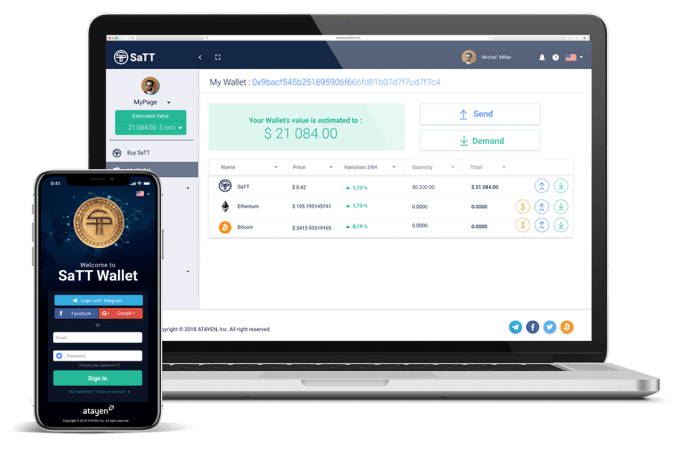 SaTT
Michel Miller
My Wallet : 0x9bacf545b251695906f666fd81b07d7f7cd7f7c4
MyPage
Estimated Value
21 084.00
Buy SaTT
Your Wallet's value is estimated to :
$ 21 084.00
Send
Demand
Name Price Variation 24H Quantity Total
SaTT $ 0.42 1,73 % 50 200.00 $ 21 084.00
Ethereum $ 105.195145741 1,73 % 0.0000 0.0000
Bitcoin $ 3415.95319165 0,19 % 0.0000 0.0000
pyright © 2018 ATAYEN, Inc. All right reserved
9:41
Welcome to
SaTT Wallet
Login with Telegram
Facebook
Google +
Or
Email
Password
(Forgot your password?)
Sign In
Not registered ? Create an account
atayen
Copyright © 2018 ATAYEN, Inc. All right reserved